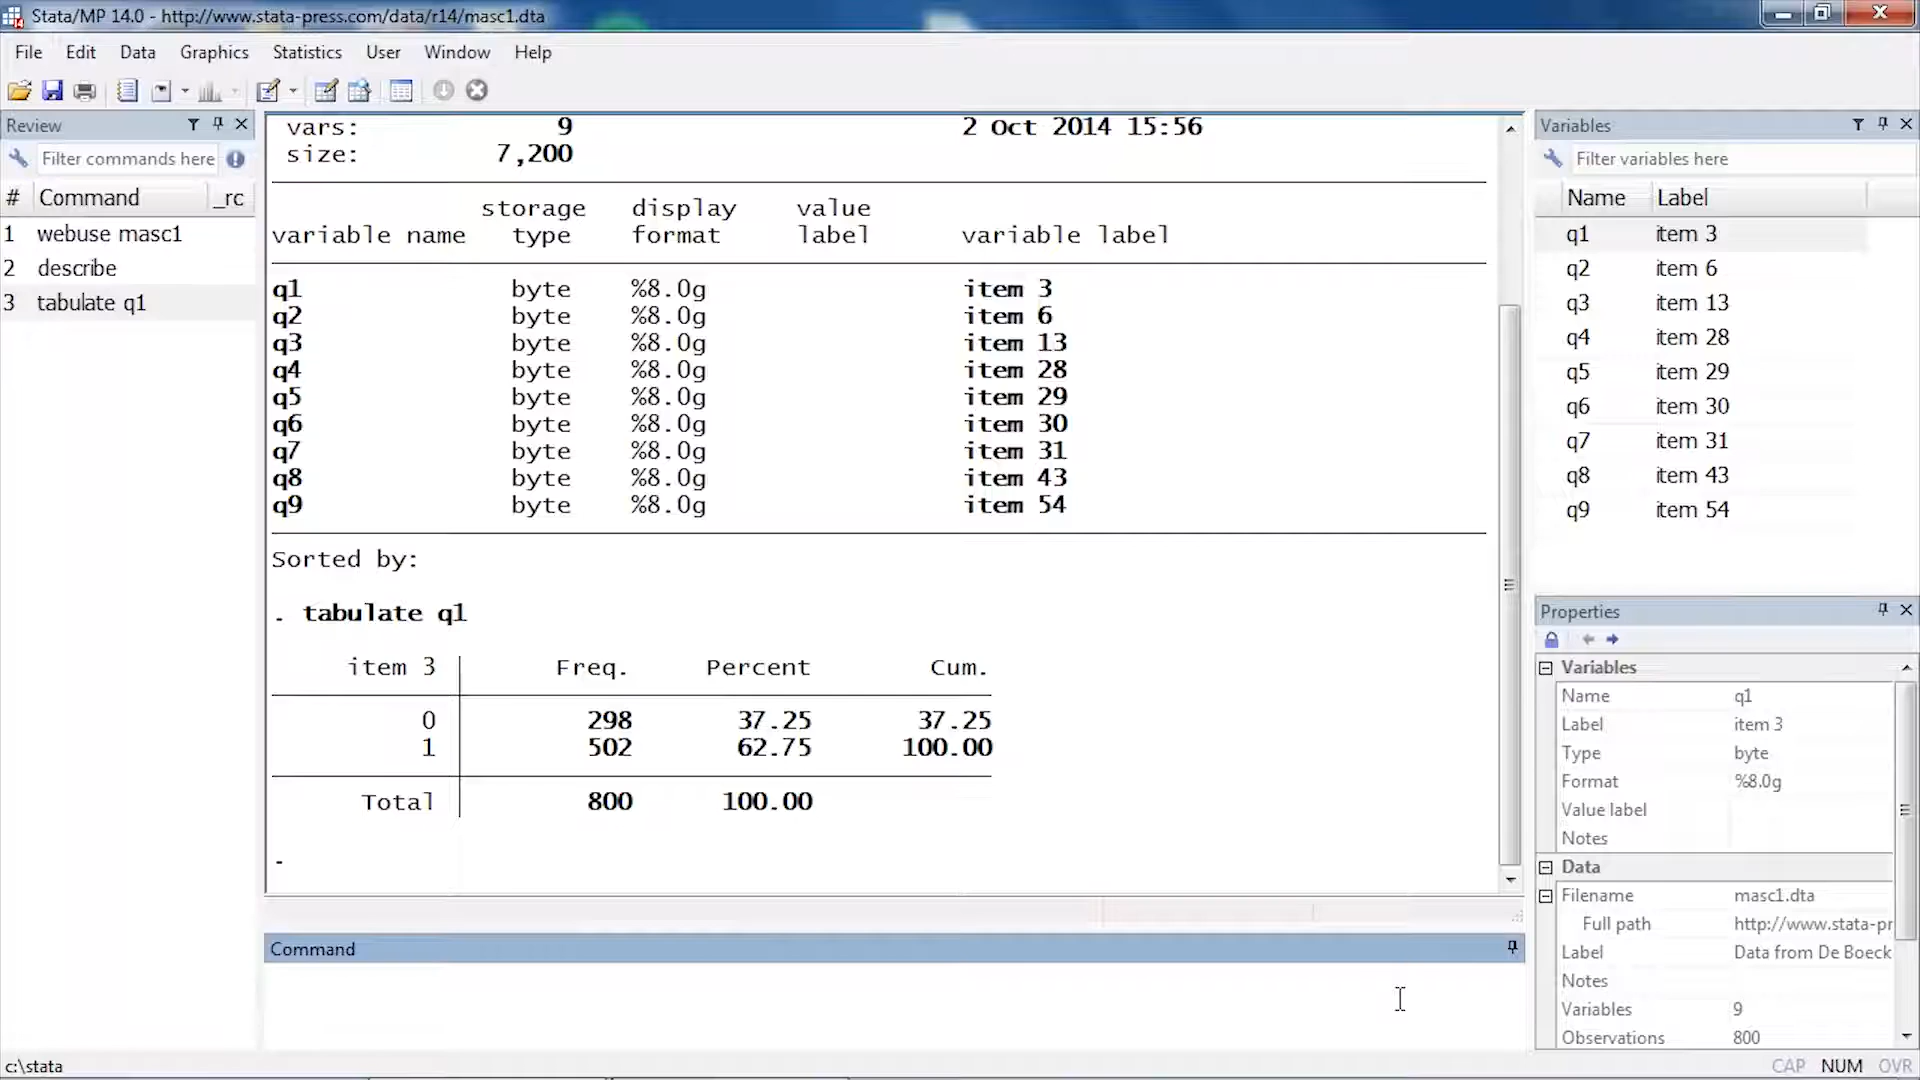 Stata/MP 14.0 - http://www.stata-press.com/data/r14/masc1.dta
File Edit Data Graphics Statistics User Window Help
Review
Filter commands here
# Command _rc
1 webuse masc1
2 describe
3 tabulate q1
vars: 9 2 Oct 2014 15:56
size: 7,200
storage display value
variable name type format label variable label
q1 byte %8.0g item 3
q2 byte %8.0g item 6
q3 byte %8.0g item 13
q4 byte %8.0g item 28
q5 byte %8.0g item 29
q6 byte %8.0g item 30
q7 byte %8.0g item 31
q8 byte %8.0g item 43
q9 byte %8.0g item 54
Sorted by:
. tabulate q1
item 3 Freq. Percent Cum.
0 298 37.25 37.25
1 502 62.75 100.00
Total 800 100.00
.
Command
Variables
Filter variables here
Name Label
q1 item 3
q2 item 6
q3 item 13
q4 item 28
q5 item 29
q6 item 30
q7 item 31
q8 item 43
q9 item 54
Properties
Variables
Name q1
Label item 3
Type byte
Format %8.0g
Value label
Notes
Data
Filename masc1.dta
Full path http://www.stata-pr
Label Data from De Boeck
Notes
Variables 9
Observations 800
c:\stata
CAP NUM OVR